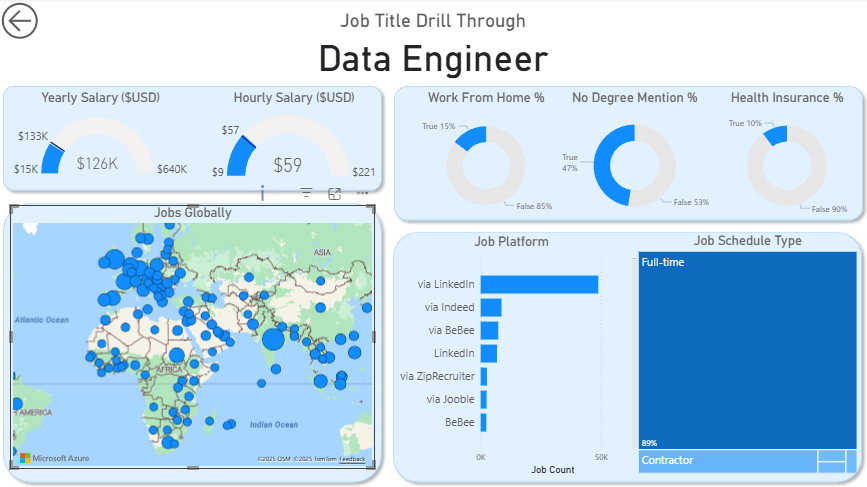 Job Title Drill Through
Data Engineer
Yearly Salary ($USD)
$133K
$15K
$126K
$640K
Hourly Salary ($USD)
$57
$9
$59
$221
Work From Home %
True 15%
False 85%
No Degree Mention %
True
47%
False 53%
Health Insurance %
True 10%
False 90%
Jobs Globally
ASIA
Atlantic Ocean
AFRICA
AMERICA
Indian Ocean
Microsoft Azure
©2025 OSM ©2025 TomTom Feedback
Job Platform
via LinkedIn
via Indeed
via BeBee
LinkedIn
via ZipRecruiter
via Jooble
BeBee
0K
50K
Job Count
Job Schedule Type
Full-time
89%
Contractor